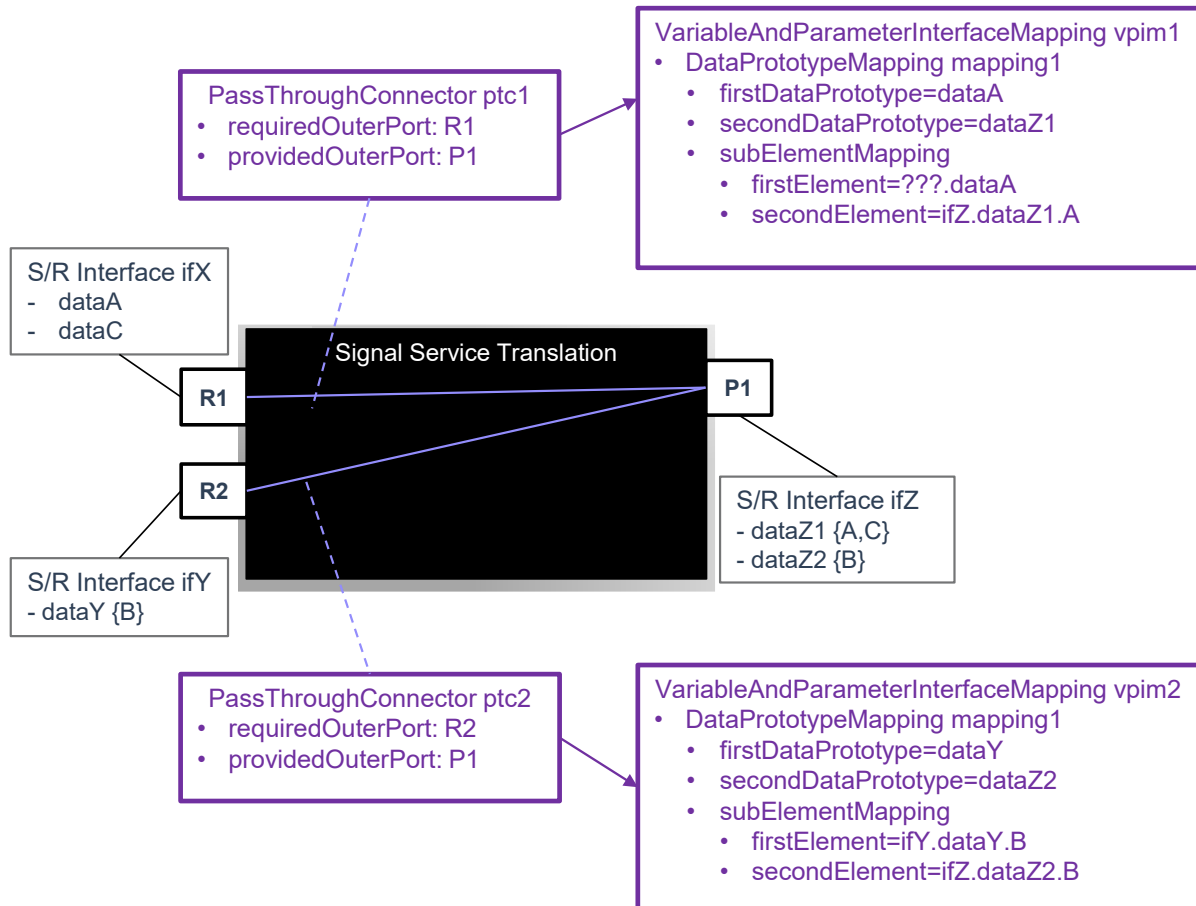 VariableAndParameterInterfaceMapping vpim1
• DataPrototypeMapping mapping1
• firstDataPrototype=dataA
• secondDataPrototype=dataZ1
• subElementMapping
• firstElement=???.dataA
• secondElement=ifZ.dataZ1.A
PassThroughConnector ptc1
• requiredOuterPort: R1
• providedOuterPort: P1
S/R Interface ifX
- dataA
- dataC
Signal Service Translation
R1
P1
R2
S/R Interface ifZ
- dataZ1 {A,C}
- dataZ2 {B}
S/R Interface ifY
- dataY {B}
PassThroughConnector ptc2
• requiredOuterPort: R2
• providedOuterPort: P1
VariableAndParameterInterfaceMapping vpim2
• DataPrototypeMapping mapping1
• firstDataPrototype=dataY
• secondDataPrototype=dataZ2
• subElementMapping
• firstElement=ifY.dataY.B
• secondElement=ifZ.dataZ2.B